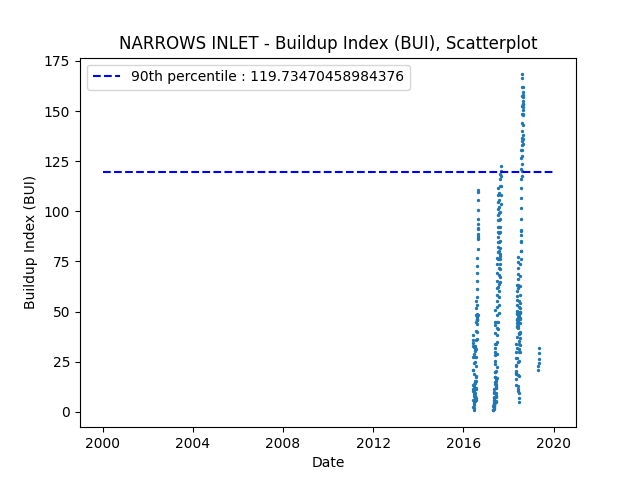 NARROWS INLET - Buildup Index (BUI), Scatterplot
90th percentile : 119.73470458984376
175
150
125
100
75
50
25
0
Buildup Index (BUI)
2000 2004 2008 2012 2016 2020
Date